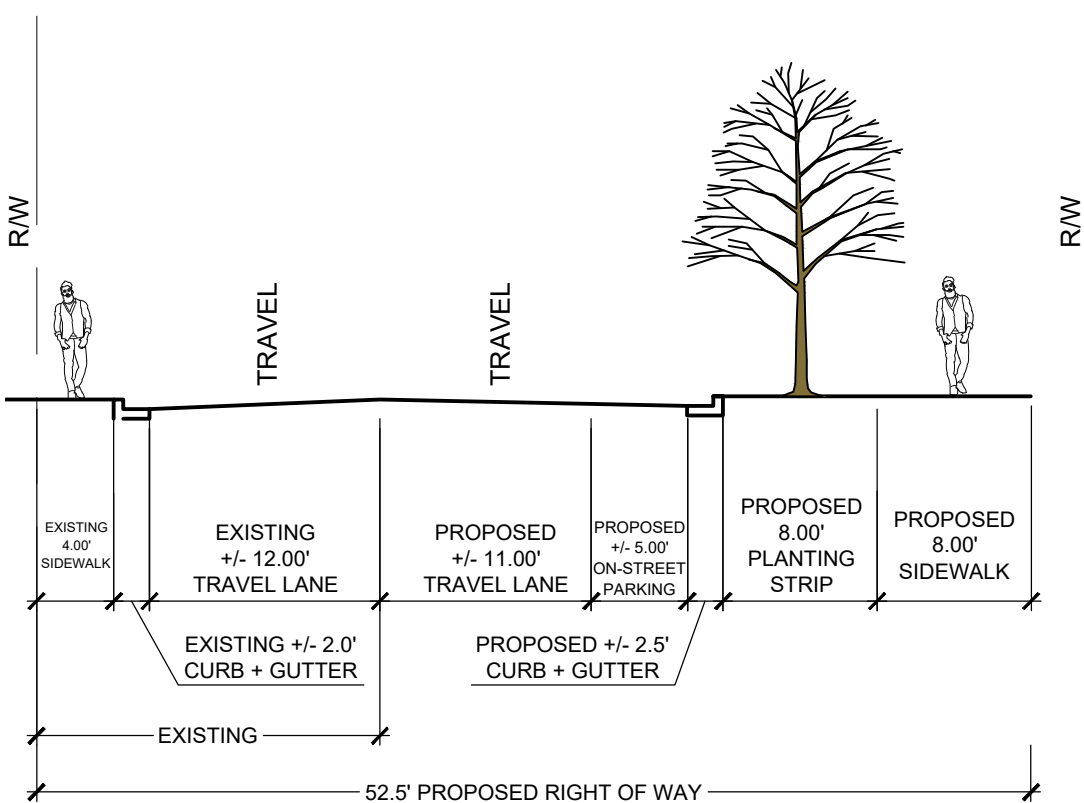 R/W
R/W
TRAVEL
TRAVEL
EXISTING
4.00'
SIDEWALK
EXISTING
+/- 12.00'
TRAVEL LANE
PROPOSED
+/- 11.00'
TRAVEL LANE
PROPOSED
+/- 5.00'
ON-STREET
PARKING
PROPOSED
8.00'
PLANTING
STRIP
PROPOSED
8.00'
SIDEWALK
EXISTING +/- 2.0'
CURB + GUTTER
PROPOSED +/- 2.5'
CURB + GUTTER
EXISTING
52.5' PROPOSED RIGHT OF WAY